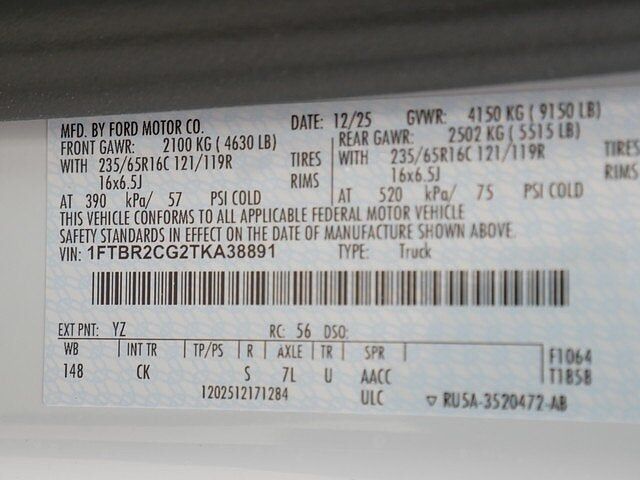 MFD. BY FORD MOTOR CO. DATE: 12/25 GVWR: 4150 KG ( 9150 LB)
FRONT GAWR: 2100 KG ( 4630 LB) REAR GAWR: 2502 KG ( 5515 LB)
WITH 235/65R16C 121/119R TIRES WITH 235/65R16C 121/119R TIRES
16x6.5J RIMS 16x6.5J RIMS
AT 390 kPa/ 57 PSI COLD AT 520 kPa/ 75 PSI COLD
THIS VEHICLE CONFORMS TO ALL APPLICABLE FEDERAL MOTOR VEHICLE
SAFETY STANDARDS IN EFFECT ON THE DATE OF MANUFACTURE SHOWN ABOVE.
VIN: 1FTBR2CG2TKA38891 TYPE: Truck
EXT PNT: YZ RC: 56 DSO:
WB INT TR TP/PS R AXLE TR SPR F1064
148 CK S 7L U AACC T1858
1202512171284 ULC ▽ RU5A-3520472-AB